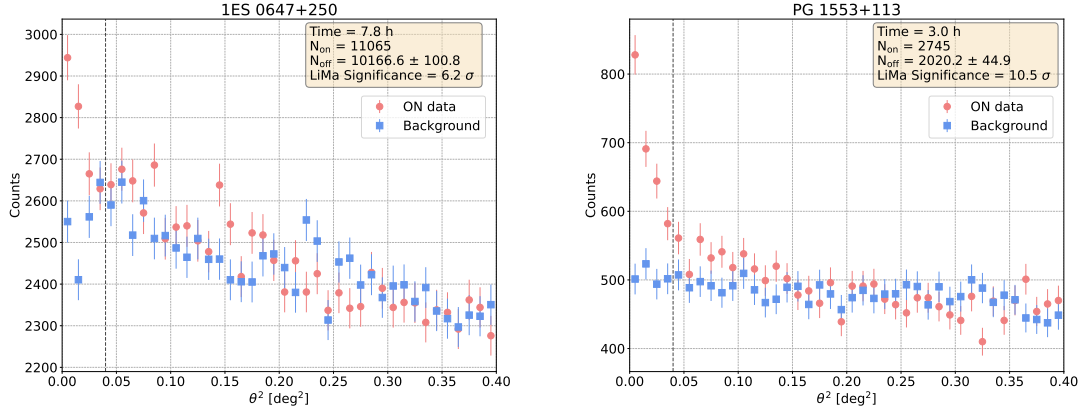 1ES 0647+250
Time = 7.8 h
Non = 11065
Noff = 10166.6 ± 100.8
LiMa Significance = 6.2 σ
ON data
Background
Counts
3000
2900
2800
2700
2600
2500
2400
2300
2200
0.00 0.05 0.10 0.15 0.20 0.25 0.30 0.35 0.40
θ² [deg²]
PG 1553+113
Time = 3.0 h
Non = 2745
Noff = 2020.2 ± 44.9
LiMa Significance = 10.5 σ
ON data
Background
Counts
800
700
600
500
400
0.00 0.05 0.10 0.15 0.20 0.25 0.30 0.35 0.40
θ² [deg²]